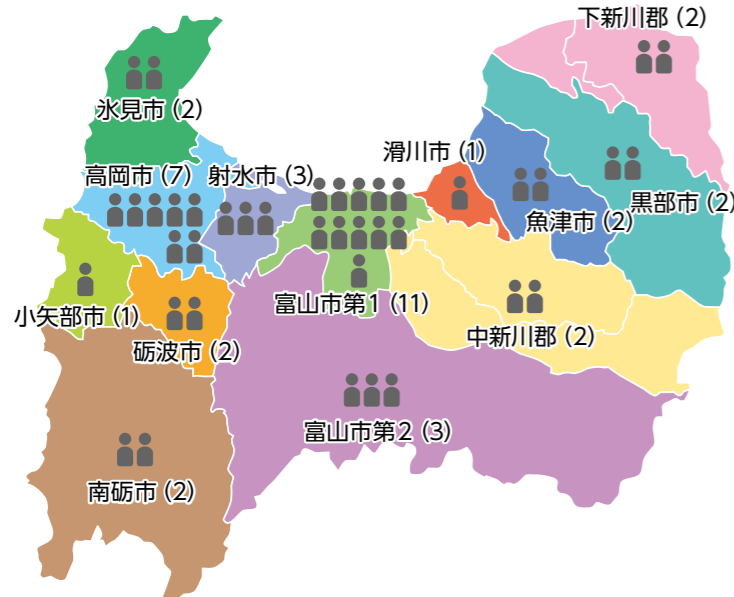 下新川郡 (2)
氷見市 (2)
高岡市 (7)
射水市 (3)
滑川市 (1)
魚津市 (2)
黒部市 (2)
小矢部市 (1)
砺波市 (2)
富山市第1 (11)
中新川郡 (2)
富山市第2 (3)
南砺市 (2)